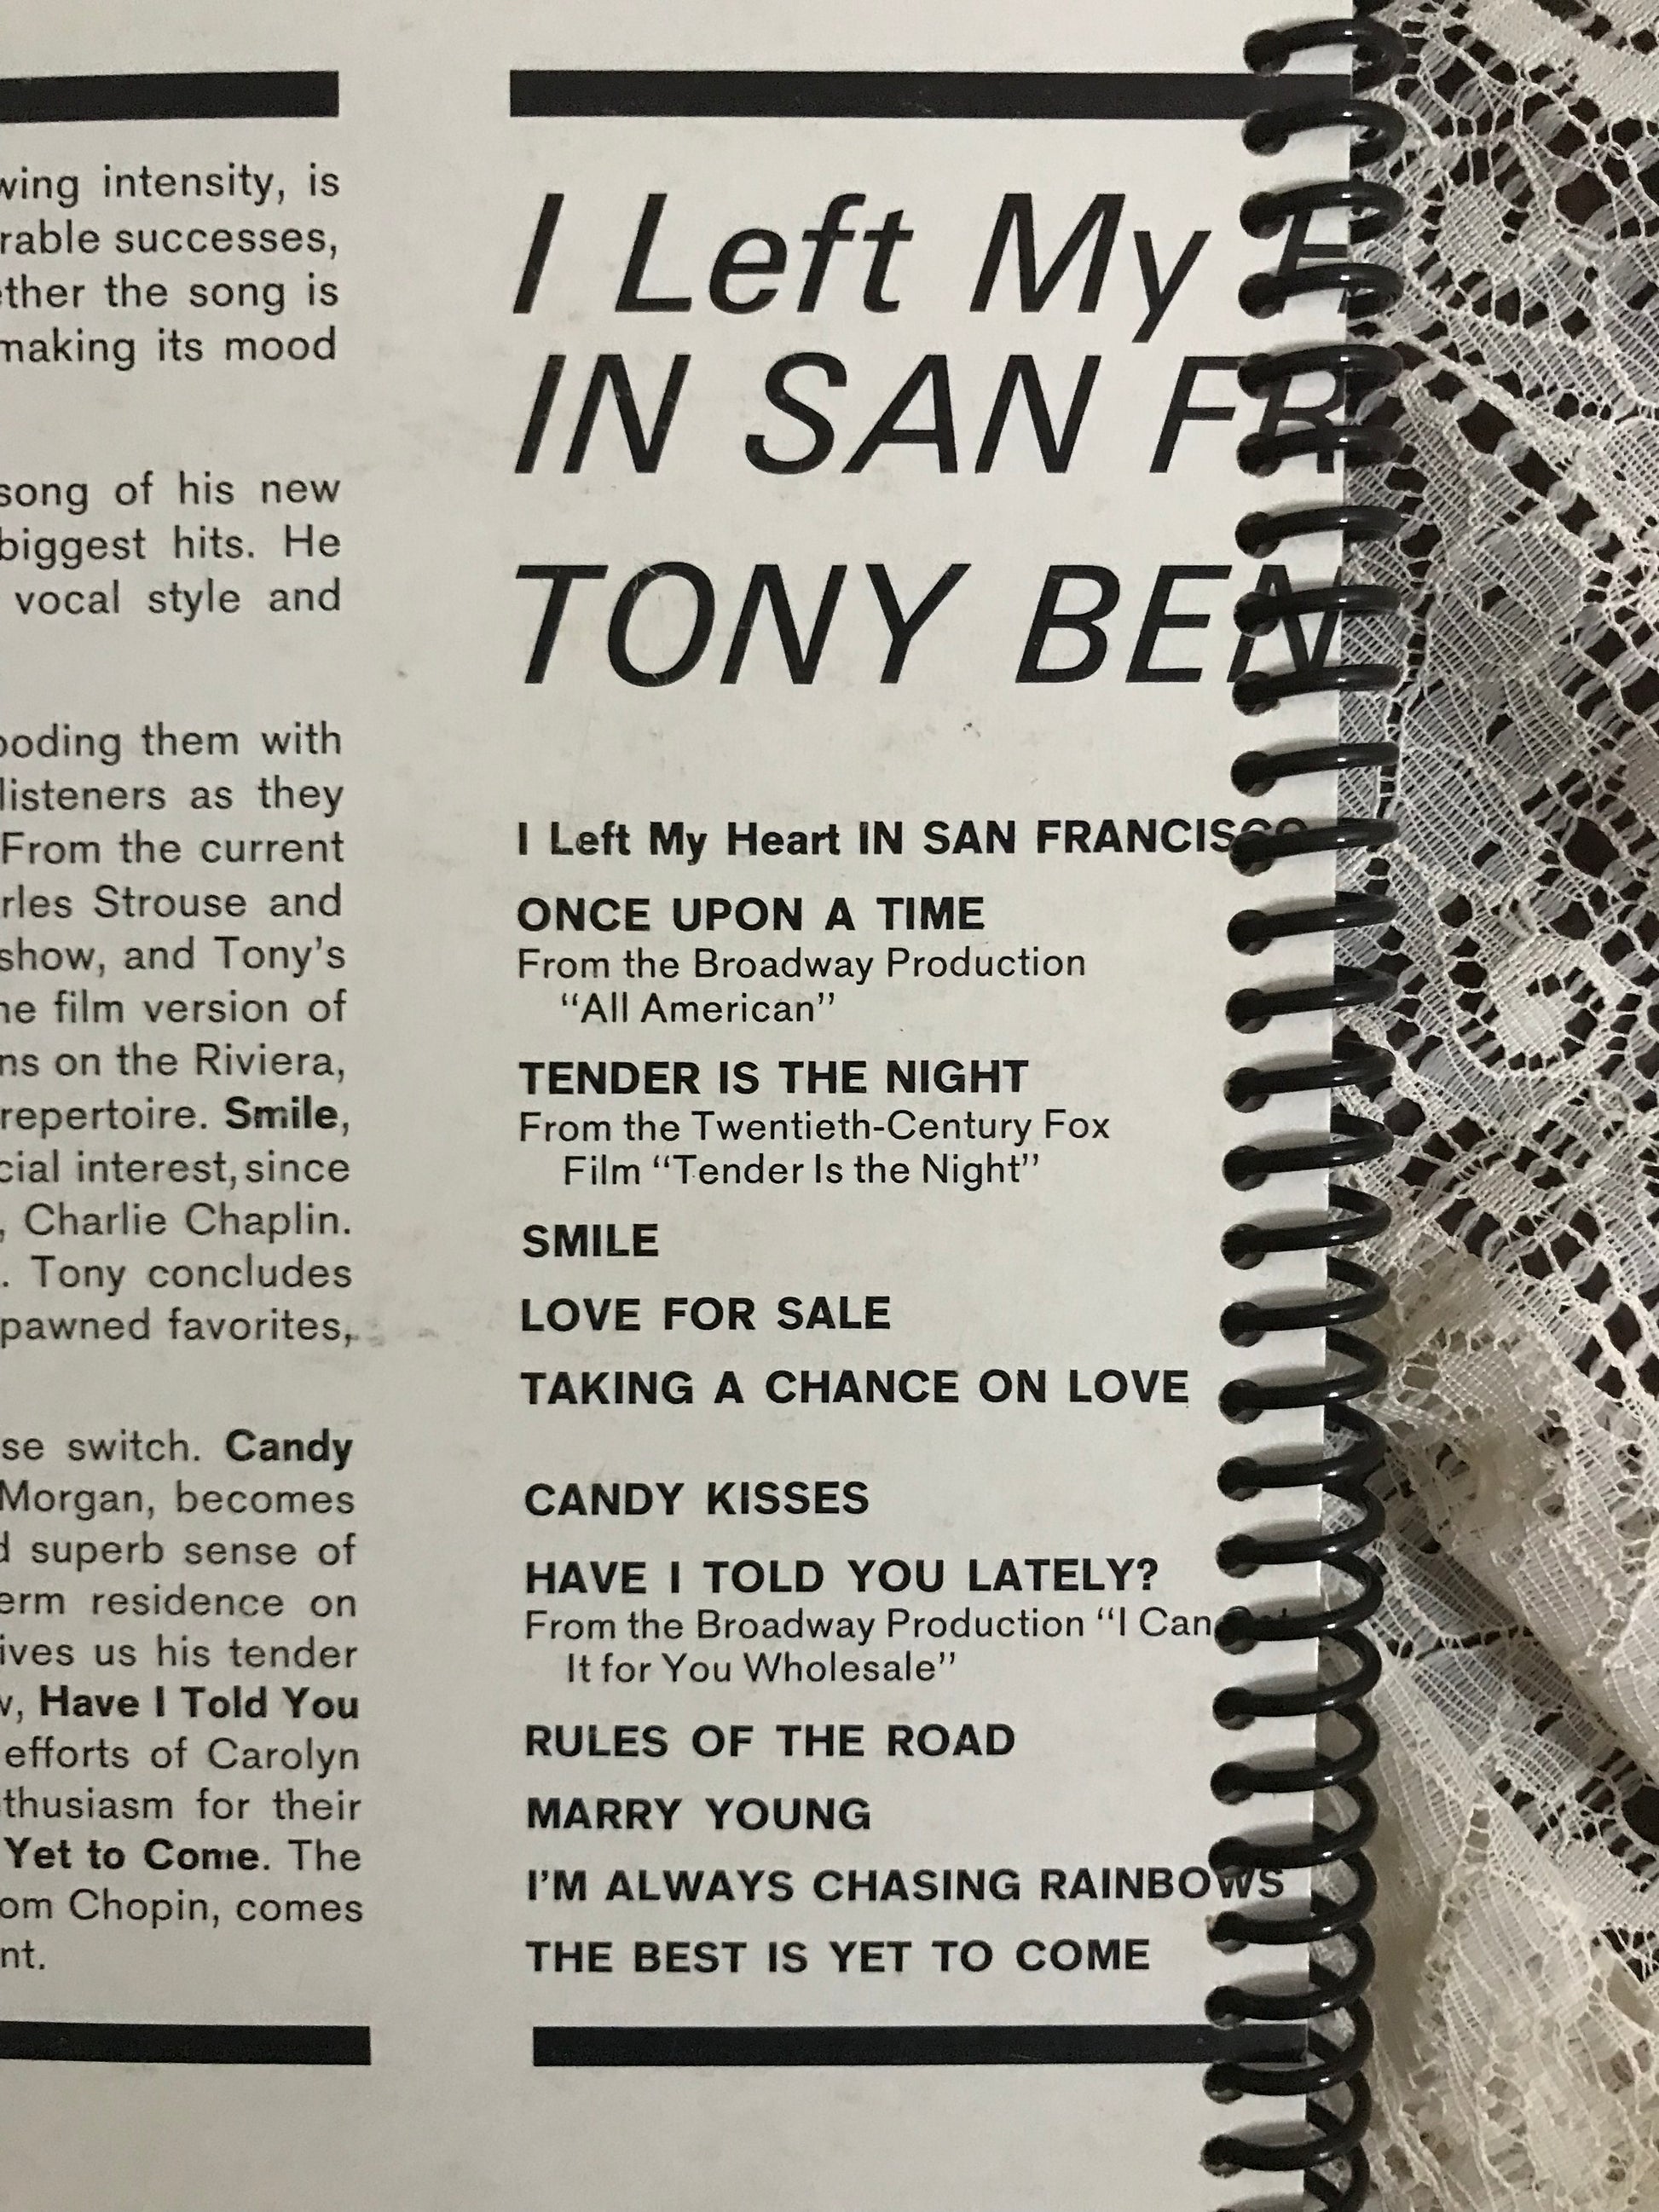 wing intensity, is
rable successes,
ether the song is
making its mood
song of his new
biggest hits. He
vocal style and
ooding them with
listeners as they
From the current
rles Strouse and
show, and Tony's
he film version of
ns on the Riviera,
repertoire. Smile,
cial interest, since
, Charlie Chaplin.
. Tony concludes
pawned favorites,
se switch. Candy
Morgan, becomes
d superb sense of
erm residence on
ives us his tender
w, Have I Told You
efforts of Carolyn
thusiasm for their
Yet to Come. The
om Chopin, comes
nt.
I Left My H
IN SAN FR
TONY BEN
I Left My Heart IN SAN FRANCISCO
ONCE UPON A TIME
From the Broadway Production
"All American"
TENDER IS THE NIGHT
From the Twentieth-Century Fox
Film "Tender Is the Night"
SMILE
LOVE FOR SALE
TAKING A CHANCE ON LOVE
CANDY KISSES
HAVE I TOLD YOU LATELY?
From the Broadway Production "I Can Get
It for You Wholesale"
RULES OF THE ROAD
MARRY YOUNG
I'M ALWAYS CHASING RAINBOWS
THE BEST IS YET TO COME